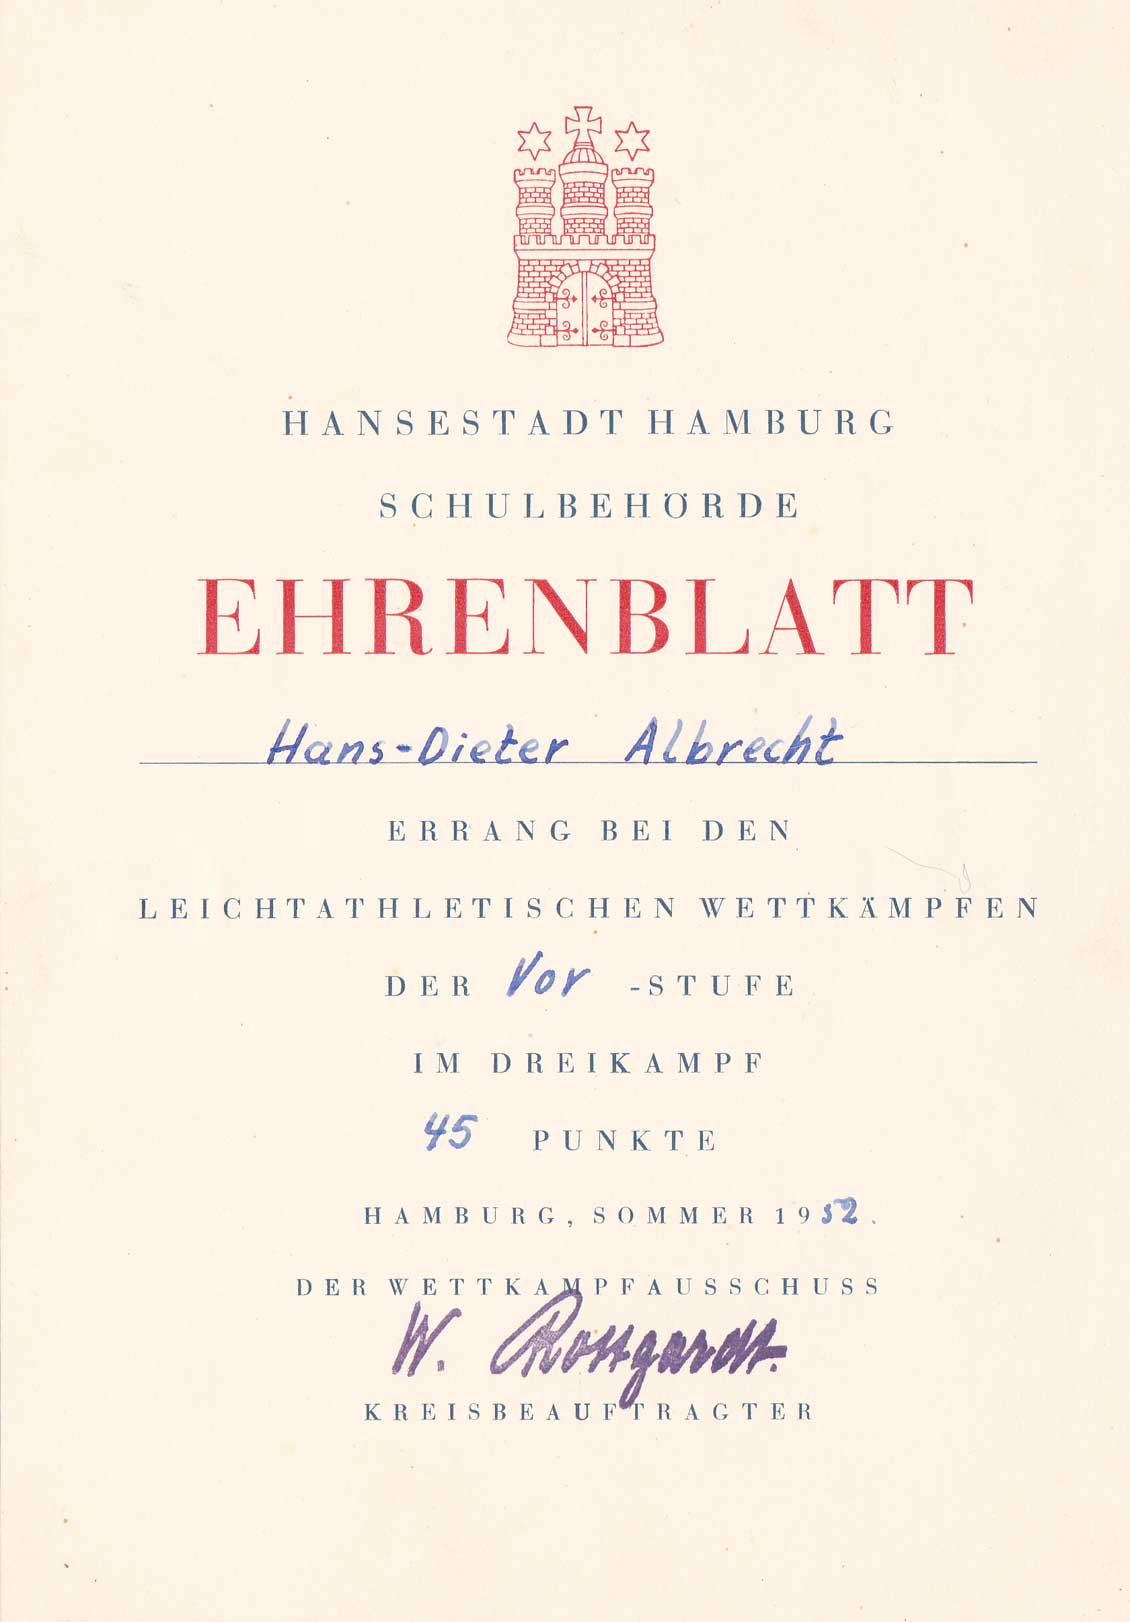 HANSESTADT HAMBURG
SCHULBEHÖRDE
EHRENBLATT
Hans-Dieter Albrecht
ERRANG BEI DEN
LEICHTATHLETISCHEN WETTKÄMPFEN
DER Vor -STUFE
IM DREIKAMPF
45 PUNKTE
HAMBURG, SOMMER 1952.
DER WETTKAMPFAUSSCHUSS
W.
KREISBEAUFTRAGTER